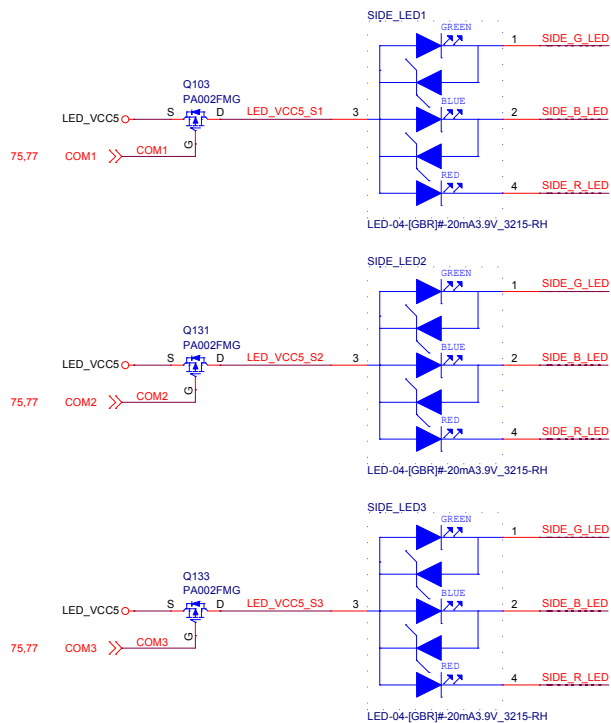 SIDE_LED1
GREEN
1 SIDE_G_LED
Q103
PA002FMG
LED_VCC5 S D LED_VCC5_S1 3 BLUE 2 SIDE_B_LED
G
75,77 COM1 COM1
RED
4 SIDE_R_LED
LED-04-[GBR]#-20mA3.9V_3215-RH
SIDE_LED2
GREEN
1 SIDE_G_LED
Q131
PA002FMG
LED_VCC5 S D LED_VCC5_S2 3 BLUE 2 SIDE_B_LED
G
75,77 COM2 COM2
RED
4 SIDE_R_LED
LED-04-[GBR]#-20mA3.9V_3215-RH
SIDE_LED3
GREEN
1 SIDE_G_LED
Q133
PA002FMG
LED_VCC5 S D LED_VCC5_S3 3 BLUE 2 SIDE_B_LED
G
75,77 COM3 COM3
RED
4 SIDE_R_LED
LED-04-[GBR]#-20mA3.9V_3215-RH